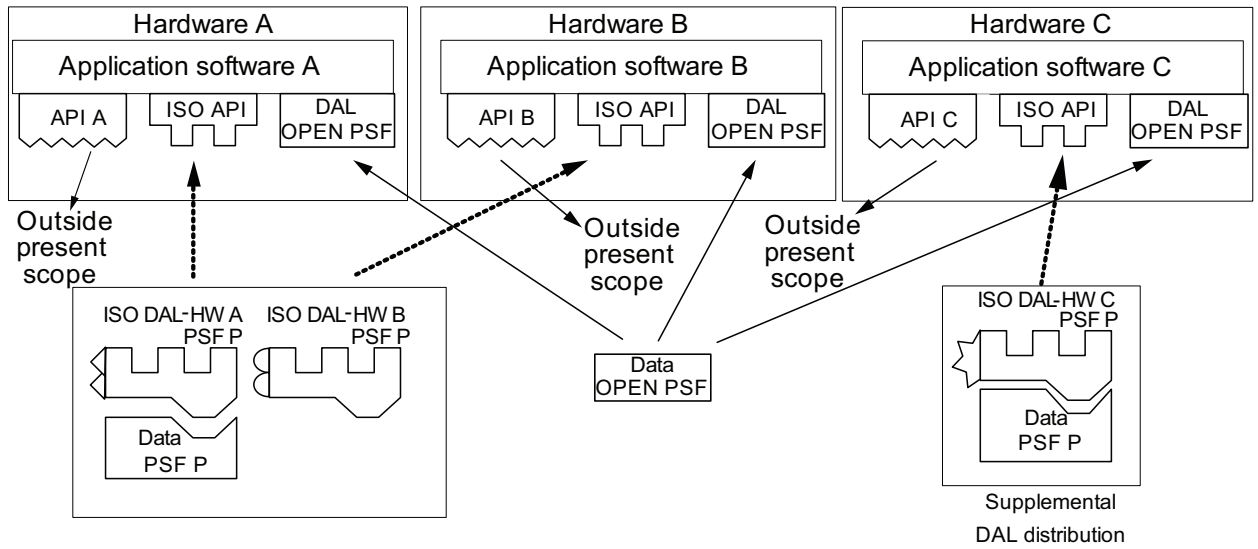 Hardware A
Application software A
API A
ISO API
DAL
OPEN PSF
Hardware B
Application software B
API B
ISO API
DAL
OPEN PSF
Hardware C
Application software C
API C
ISO API
DAL
OPEN PSF
Outside
present
scope
Outside
present
scope
Outside
present
scope
ISO DAL-HW A
PSF P
Data
PSF P
ISO DAL-HW B
PSF P
Data
OPEN PSF
ISO DAL-HW C
PSF P
Data
PSF P
Supplemental
DAL distribution